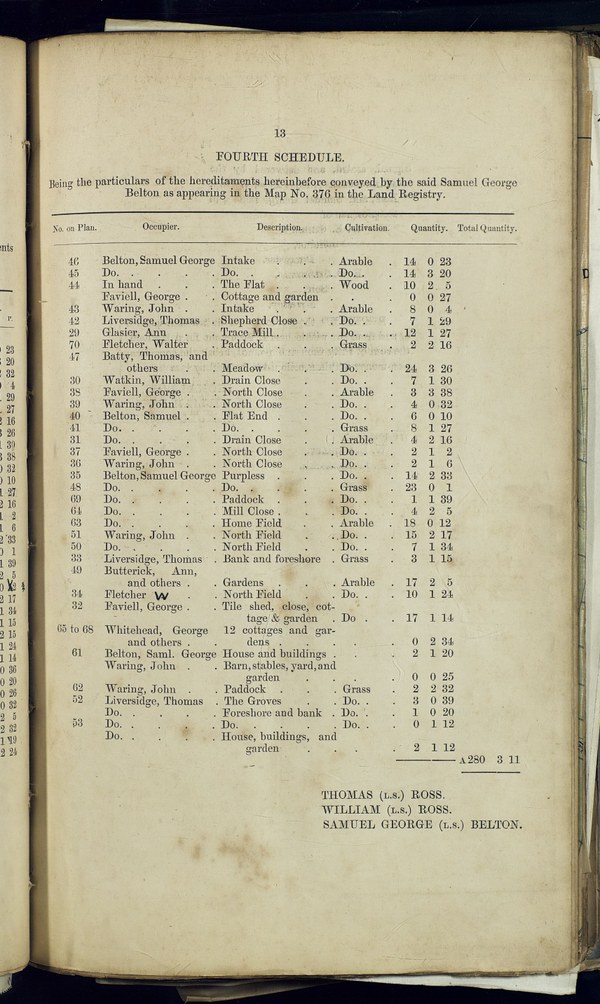 13
FOURTH SCHEDULE.
Being the particulars of the hereditaments hereinbefore conveyed by the said Samuel George
Belton as appearing in the Map No. 376 in the Land Registry.
No. on Plan. Occupier. Description. Cultivation. Quantity. Total Quantity.
46 Belton, Samuel George Intake . . . Arable . 14 0 23
45 Do. . . . . Do. . . . . Do. . . 14 3 20
44 In hand . . . The Flat . . . Wood . 10 2 5
Faviell, George . . Cottage and garden . . . 0 0 27
43 Waring, John . . Intake . . . Arable . 8 0 4
42 Liversidge, Thomas . Shepherd Close . . Do. . . 7 1 29
29 Glasier, Ann . . Trace Mill . . . Do. . . 12 1 27
70 Fletcher, Walter . Paddock . . . Grass . 2 2 16
47 Batty, Thomas, and
others . . Meadow . . . Do. . . 24 3 26
30 Watkin, William . Drain Close . . Do. . . 7 1 30
38 Faviell, George . . North Close . . Arable . 3 3 38
39 Waring, John . . North Close . . Do. . . 4 0 32
40 Belton, Samuel . . Flat End . . Do. . . 6 0 10
41 Do. . . . . Do. . . . . Grass . 8 1 27
31 Do. . . . . Drain Close . . Arable . 4 2 16
37 Faviell, George . . North Close . . Do. . . 2 1 2
36 Waring, John . . North Close . . Do. . . 2 1 6
35 Belton, Samuel George Purpless . . . Do. . . 14 2 33
48 Do. . . . . Do. . . . . Grass . 23 0 1
69 Do. . . . . Paddock . . . Do. . . 1 1 39
64 Do. . . . . Mill Close . . . Do. . . 4 2 5
63 Do. . . . . Home Field . . Arable . 18 0 12
51 Waring, John . . North Field . . Do. . . 15 2 17
50 Do. . . . . North Field . . Do. . . 7 1 34
33 Liversidge, Thomas . Bank and foreshore . Grass . 3 1 15
49 Butterick, Ann,
and others . . Gardens . . . Arable . 17 2 5
34 Fletcher W . . North Field . . Do. . . 10 1 24
32 Faviell, George . . Tile shed, close, cot-
tage & garden . Do . . 17 1 14
65 to 68 Whitehead, George 12 cottages and gar-
and others . . dens . . . . . 0 2 34
61 Belton, Saml. George House and buildings . . . 2 1 20
Waring, John . . Barn, stables, yard, and
garden . . . . 0 0 25
62 Waring, John . . Paddock . . . Grass . 2 2 32
52 Liversidge, Thomas . The Groves . . Do. . . 3 0 39
Do. . . . . Foreshore and bank . Do. . . 1 0 20
53 Do. . . . . Do. . . . Do. . . 0 1 12
Do. . . . . House, buildings, and
garden . . . . 2 1 12
A280 3 11
THOMAS (L.S.) ROSS.
WILLIAM (L.S.) ROSS.
SAMUEL GEORGE (L.S.) BELTON.